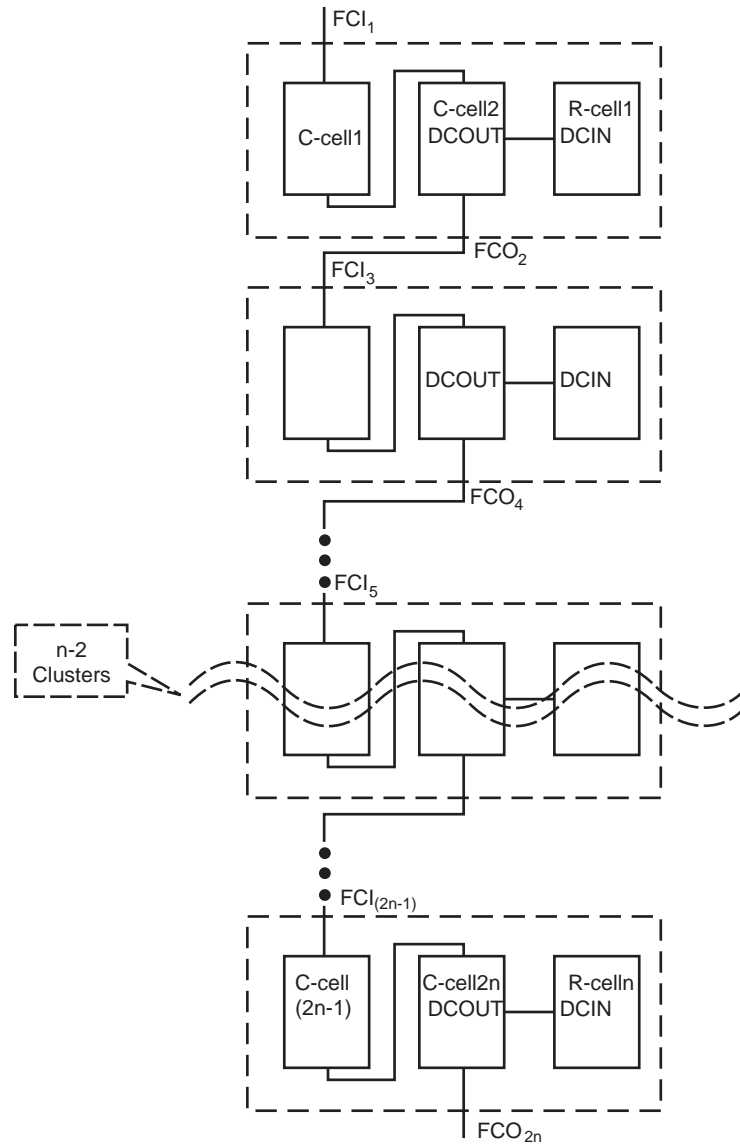 FCI1
C-cell1
C-cell2
DCOUT
R-cell1
DCIN
FCO2
FCI3
DCOUT
DCIN
FCO4
FCI5
n-2
Clusters
FCI(2n-1)
C-cell
(2n-1)
C-cell2n
DCOUT
R-celln
DCIN
FCO2n